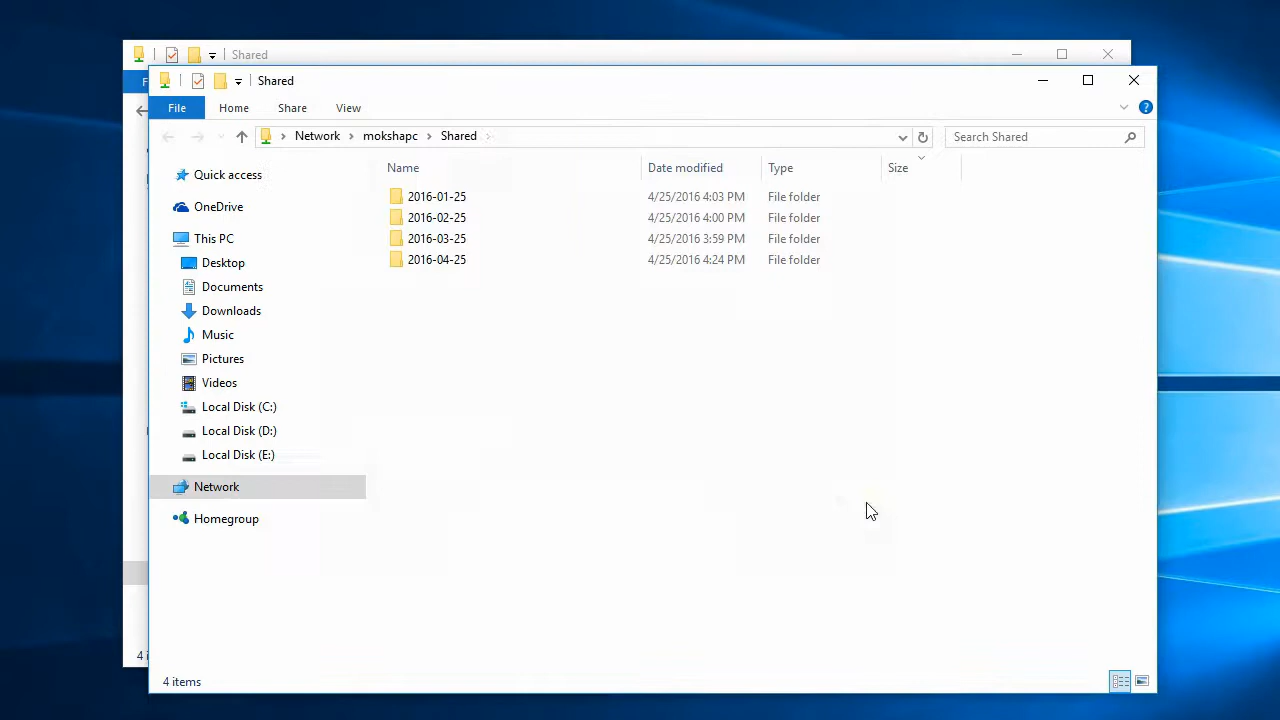 Shared
Shared
F
File Home Share View
Network mokshapc Shared
Search Shared
Name Date modified Type Size
Quick access
OneDrive
This PC
Desktop
Documents
Downloads
Music
Pictures
Videos
Local Disk (C:)
Local Disk (D:)
Local Disk (E:)
Network
Homegroup
2016-01-25 4/25/2016 4:03 PM File folder
2016-02-25 4/25/2016 4:00 PM File folder
2016-03-25 4/25/2016 3:59 PM File folder
2016-04-25 4/25/2016 4:24 PM File folder
4 i
4 items